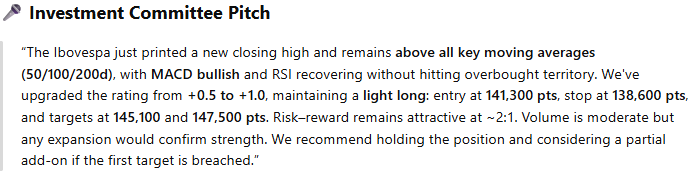 🎤 Investment Committee Pitch
"The Ibovespa just printed a new closing high and remains above all key moving averages
(50/100/200d), with MACD bullish and RSI recovering without hitting overbought territory. We've
upgraded the rating from +0.5 to +1.0, maintaining a light long: entry at 141,300 pts, stop at 138,600 pts,
and targets at 145,100 and 147,500 pts. Risk–reward remains attractive at ~2:1. Volume is moderate but
any expansion would confirm strength. We recommend holding the position and considering a partial
add-on if the first target is breached."